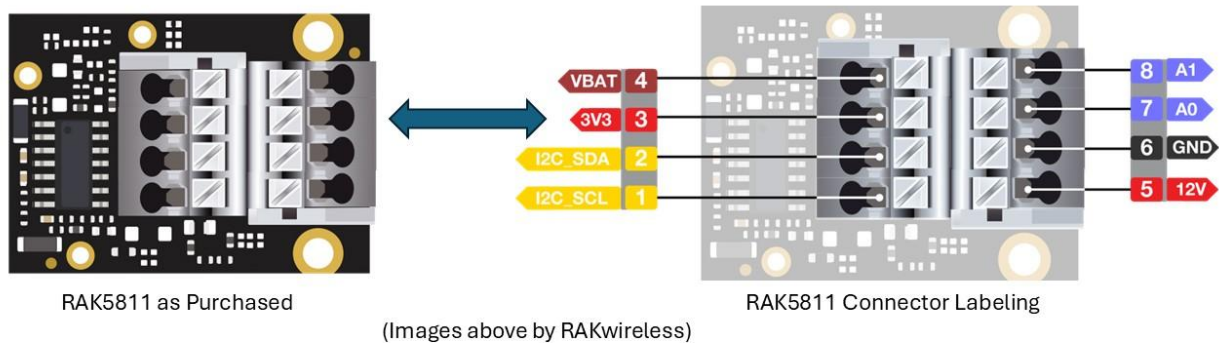 VBAT 4
3V3 3
I2C_SDA 2
I2C_SCL 1
8 A1
7 A0
6 GND
5 12V
RAK5811 as Purchased
RAK5811 Connector Labeling
(Images above by RAKwireless)